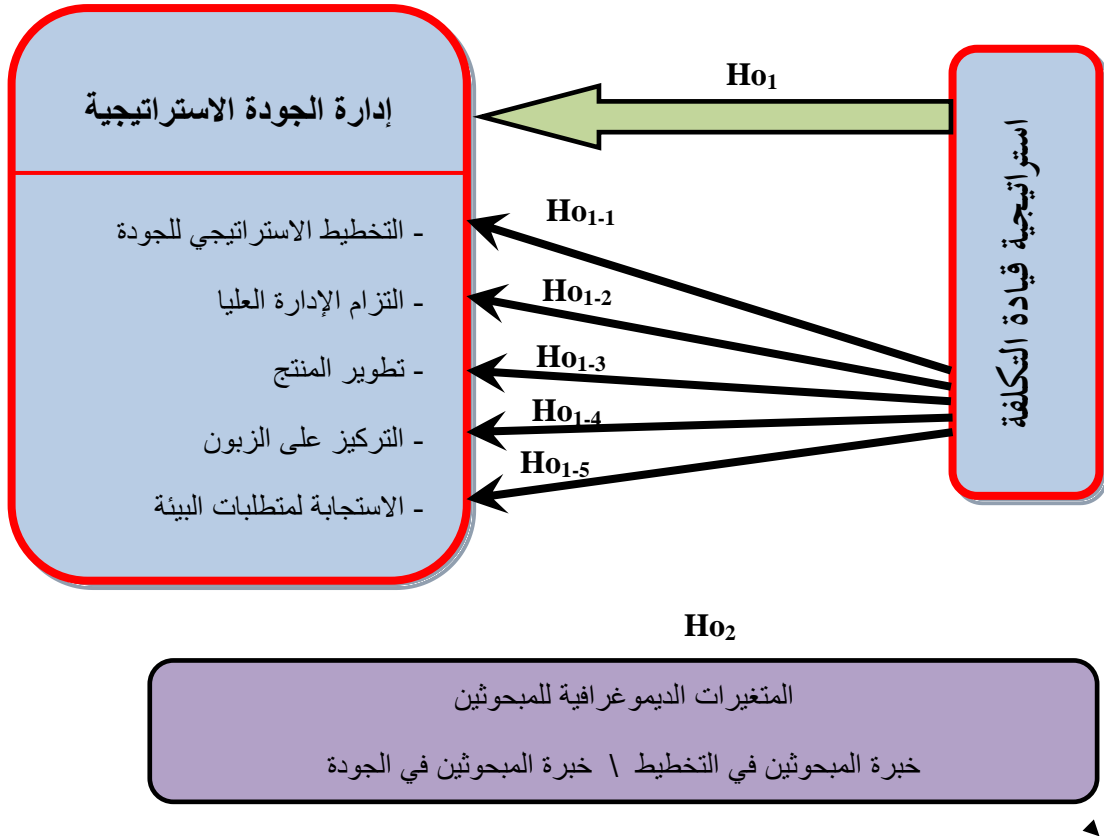 Ho1
إدارة الجودة الاستراتيجية
استراتيجية قيادة التكلفة
Ho1-1
- التخطيط الاستراتيجي للجودة
Ho1-2
- التزام الإدارة العليا
Ho1-3
- تطوير المنتج
Ho1-4
- التركيز على الزبون
Ho1-5
- الاستجابة لمتطلبات البيئة
Ho2
المتغيرات الديموغرافية للمبحوثين
خبرة المبحوثين في التخطيط \ خبرة المبحوثين في الجودة